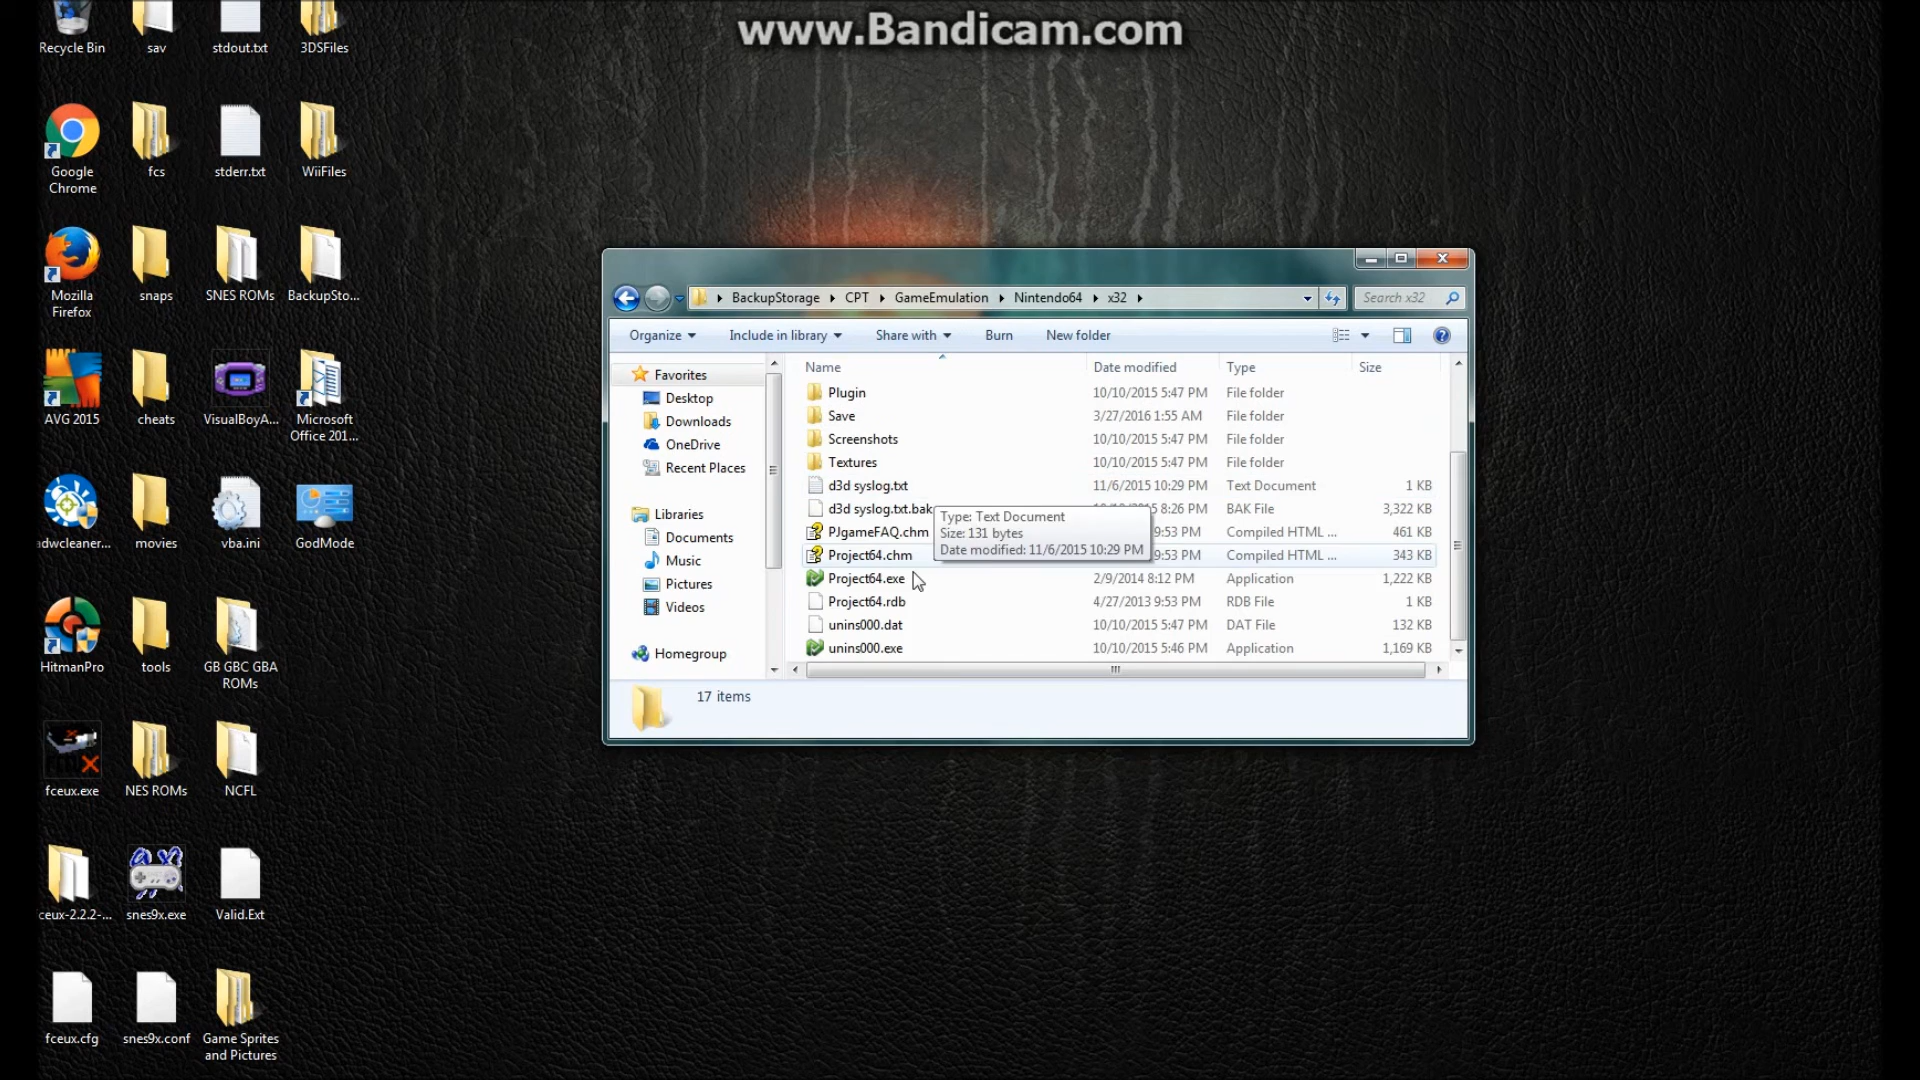 www.Bandicam.com
Recycle Bin
sav
stdout.txt
3DSFiles
Google Chrome
fcs
stderr.txt
WiiFiles
Mozilla Firefox
snaps
SNES ROMs
BackupSto...
AVG 2015
cheats
VisualBoyA...
Microsoft Office 201...
adwcleaner...
movies
vba.ini
GodMode
HitmanPro
tools
GB GBC GBA ROMs
fceux.exe
NES ROMs
NCFL
ceux-2.2.2-...
snes9x.exe
Valid.Ext
fceux.cfg
snes9x.conf
Game Sprites and Pictures
BackupStorage CPT GameEmulation Nintendo64 x32
Search x32
Organize Include in library Share with Burn New folder
Favorites
Desktop
Downloads
OneDrive
Recent Places
Libraries
Documents
Music
Pictures
Videos
Homegroup
Name Date modified Type Size
Plugin 10/10/2015 5:47 PM File folder
Save 3/27/2016 1:55 AM File folder
Screenshots 10/10/2015 5:47 PM File folder
Textures 10/10/2015 5:47 PM File folder
d3d syslog.txt 11/6/2015 10:29 PM Text Document 1 KB
d3d syslog.txt.bak 8:26 PM BAK File 3,322 KB
PJgameFAQ.chm 9:53 PM Compiled HTML ... 461 KB
Project64.chm 9:53 PM Compiled HTML ... 343 KB
Project64.exe 2/9/2014 8:12 PM Application 1,222 KB
Project64.rdb 4/27/2013 9:53 PM RDB File 1 KB
unins000.dat 10/10/2015 5:47 PM DAT File 132 KB
unins000.exe 10/10/2015 5:46 PM Application 1,169 KB
Type: Text Document
Size: 131 bytes
Date modified: 11/6/2015 10:29 PM
17 items